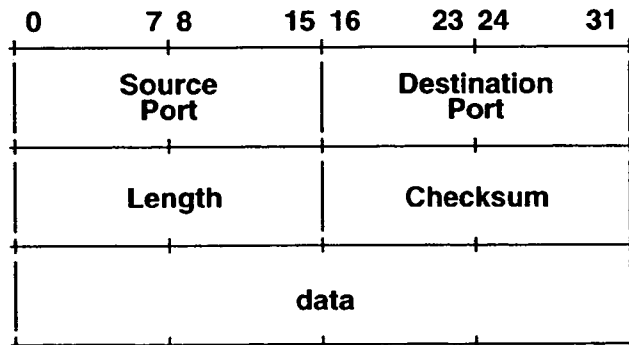 0 7 8 15 16 23 24 31
Source Destination
Port Port
Length Checksum
data